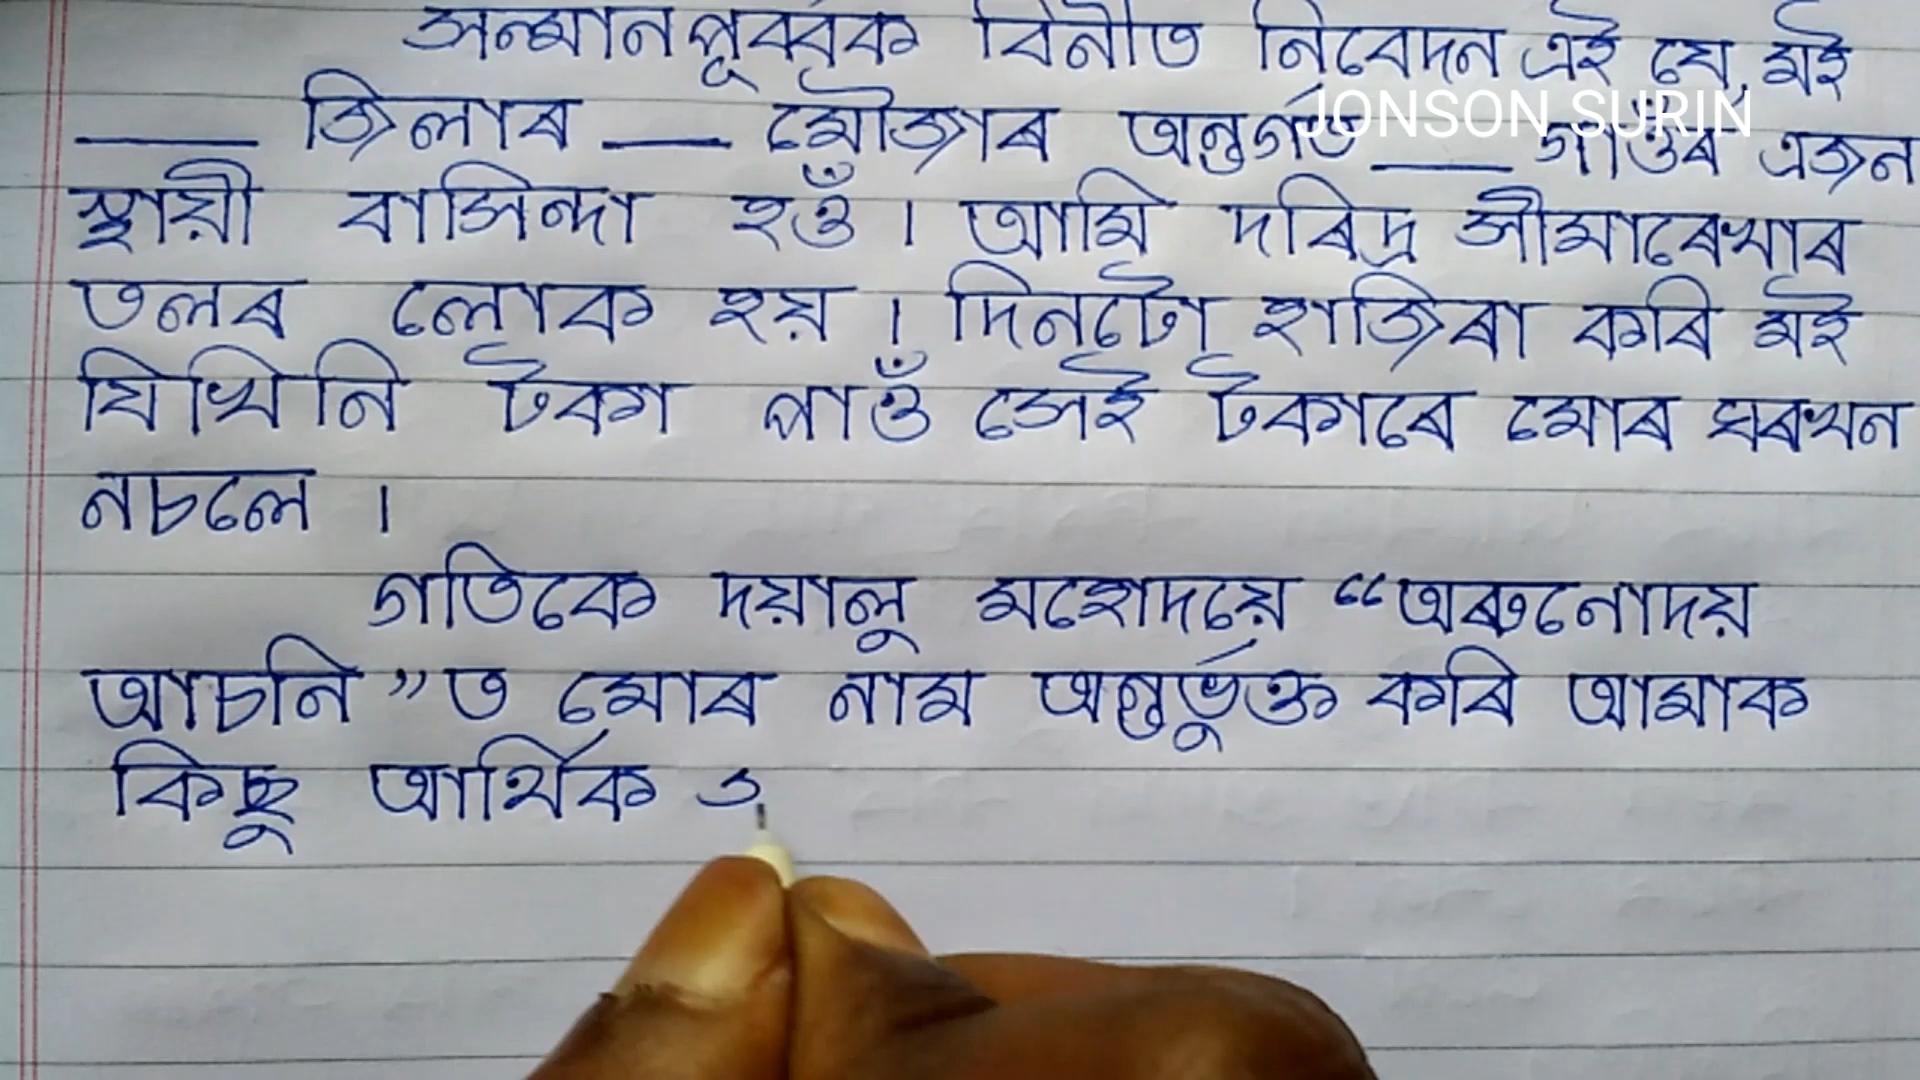 সন্মানপূৰ্বক বিনীত নিবেদন এই যে, মই
JONSON SURIN
___ জিলাৰ ___ মৌজাৰ অন্তৰ্গত ___ গাওঁৰ এজন
স্থায়ী বাসিন্দা হওঁ । আমি দৰিদ্ৰ সীমাৰেখাৰ
তলৰ লোক হয় । দিনটো হাজিৰা কৰি মই
যিখিনি টকা পাওঁ সেই টকাৰে মোৰ ঘৰখন
নচলে ।
গতিকে দয়ালু মহোদয়ে “অৰুনোদয়
আচনি” ত মোৰ নাম অন্তৰ্ভুক্ত কৰি আমাক
কিছু আৰ্থিক